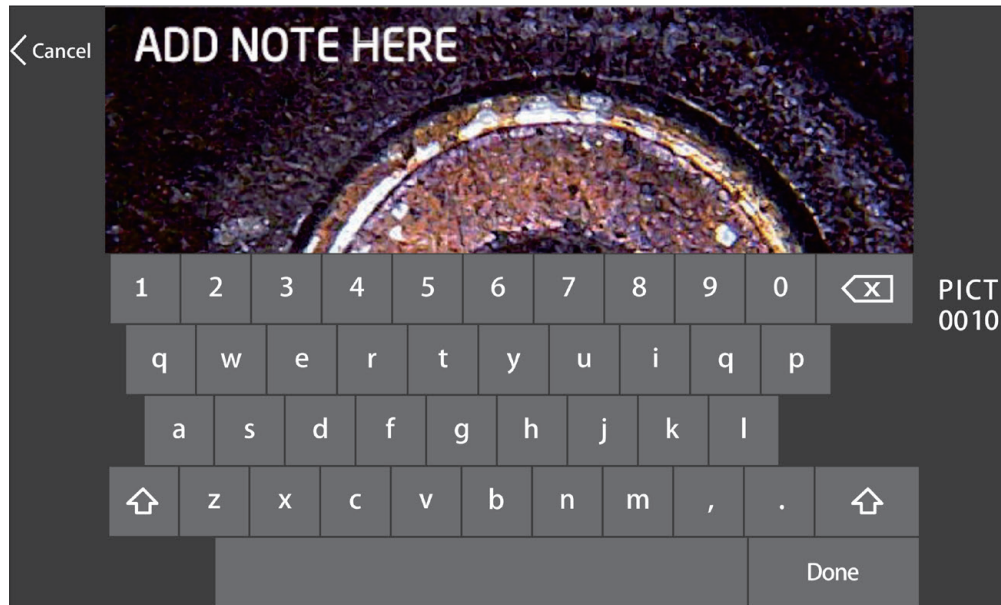 Cancel
ADD NOTE HERE
1 2 3 4 5 6 7 8 9 0 X
PICT
0010
q w e r t y u i q p
a s d f g h j k l
z x c v b n m , .
Done